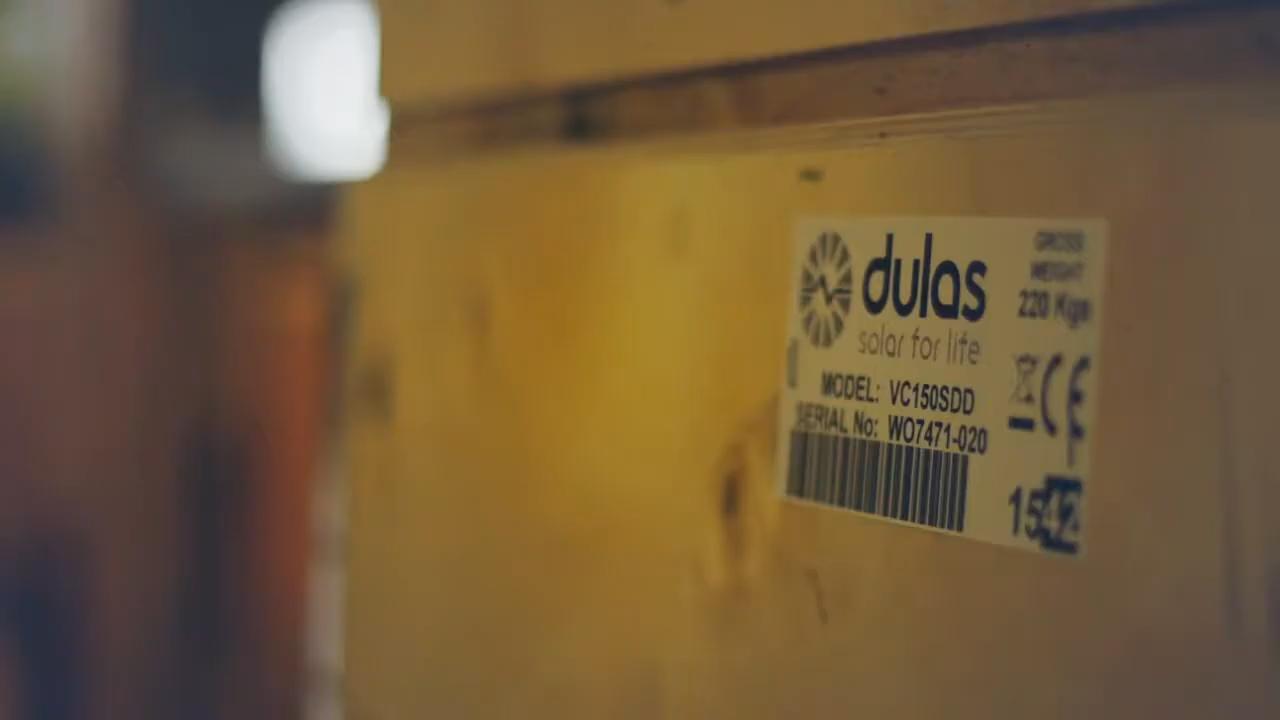 dulas
solar for life
MODEL: VC150SDD
SERIAL No: WO7471-020
GROSS
WEIGHT
220 Kgs
CE
1542